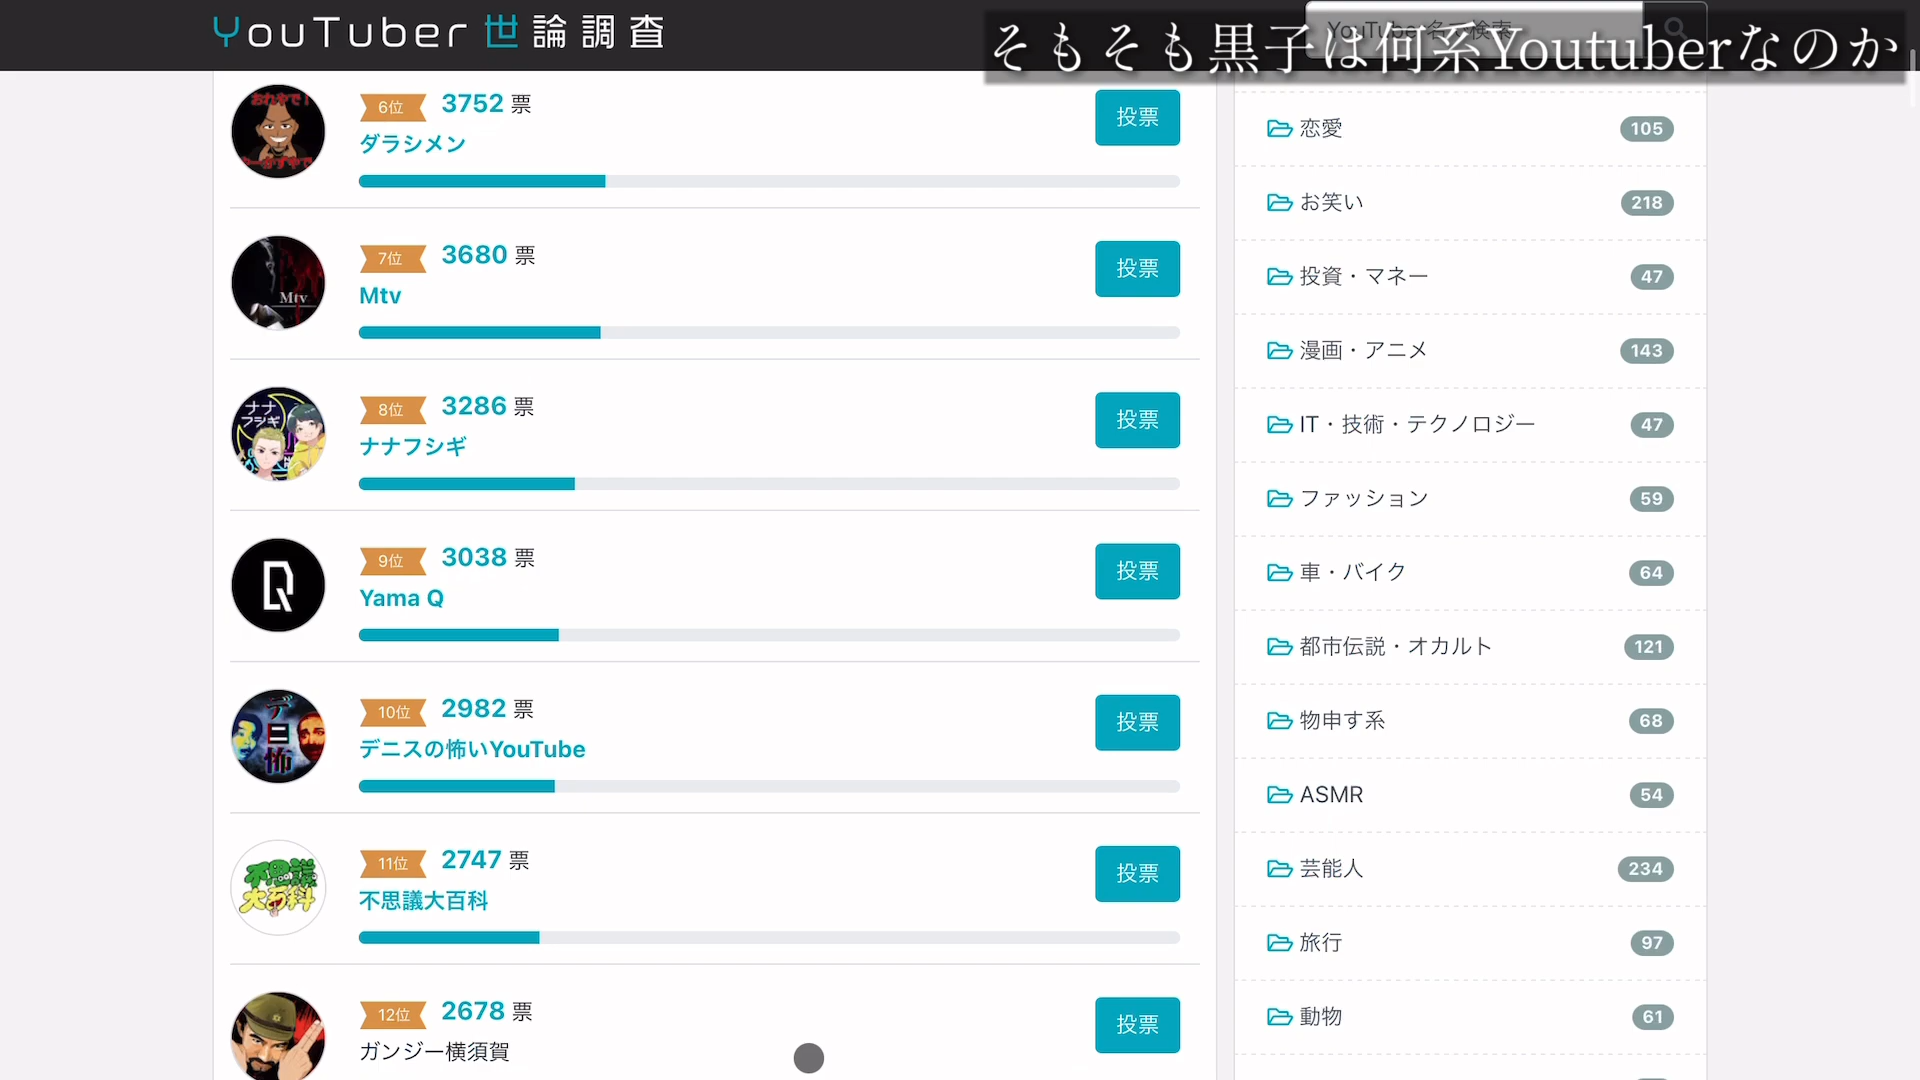 YouTuber 世論調査
そもそも黒子は何系Youtuberなのか
6位 3752 票
ダラシメン
投票
7位 3680 票
Mtv
投票
8位 3286 票
ナナフシギ
投票
9位 3038 票
Yama Q
投票
10位 2982 票
デニスの怖いYouTube
投票
11位 2747 票
不思議大百科
投票
12位 2678 票
ガンジー横須賀
投票
恋愛 105
お笑い 218
投資・マネー 47
漫画・アニメ 143
IT・技術・テクノロジー 47
ファッション 59
車・バイク 64
都市伝説・オカルト 121
物申す系 68
ASMR 54
芸能人 234
旅行 97
動物 61